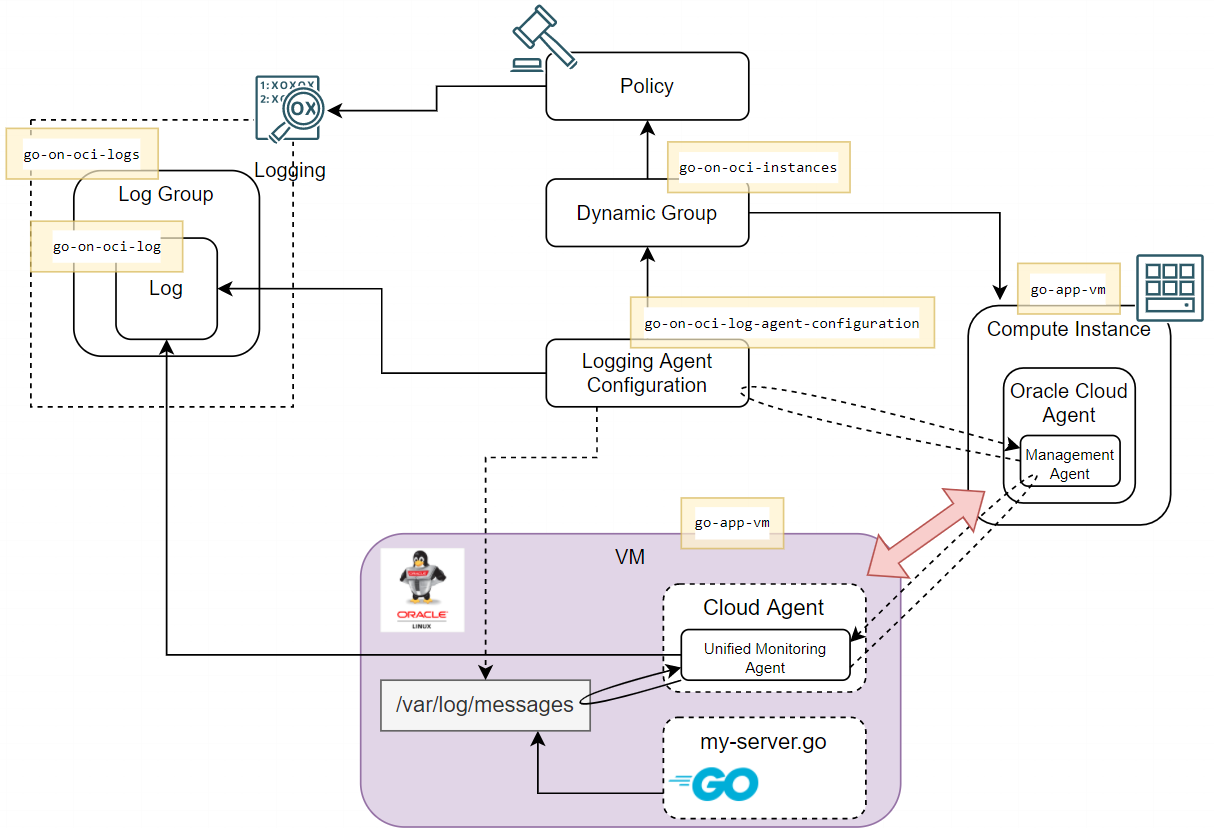 Policy
1:XOXOX
2:X
OX
Logging
go-on-oci-logs
Log Group
go-on-oci-log
Log
go-on-oci-instances
Dynamic Group
go-on-oci-log-agent-configuration
Logging Agent
Configuration
go-app-vm
Compute Instance
Oracle Cloud
Agent
Management
Agent
go-app-vm
VM
ORACLE
LINUX
Cloud Agent
Unified Monitoring
Agent
/var/log/messages
my-server.go
GO